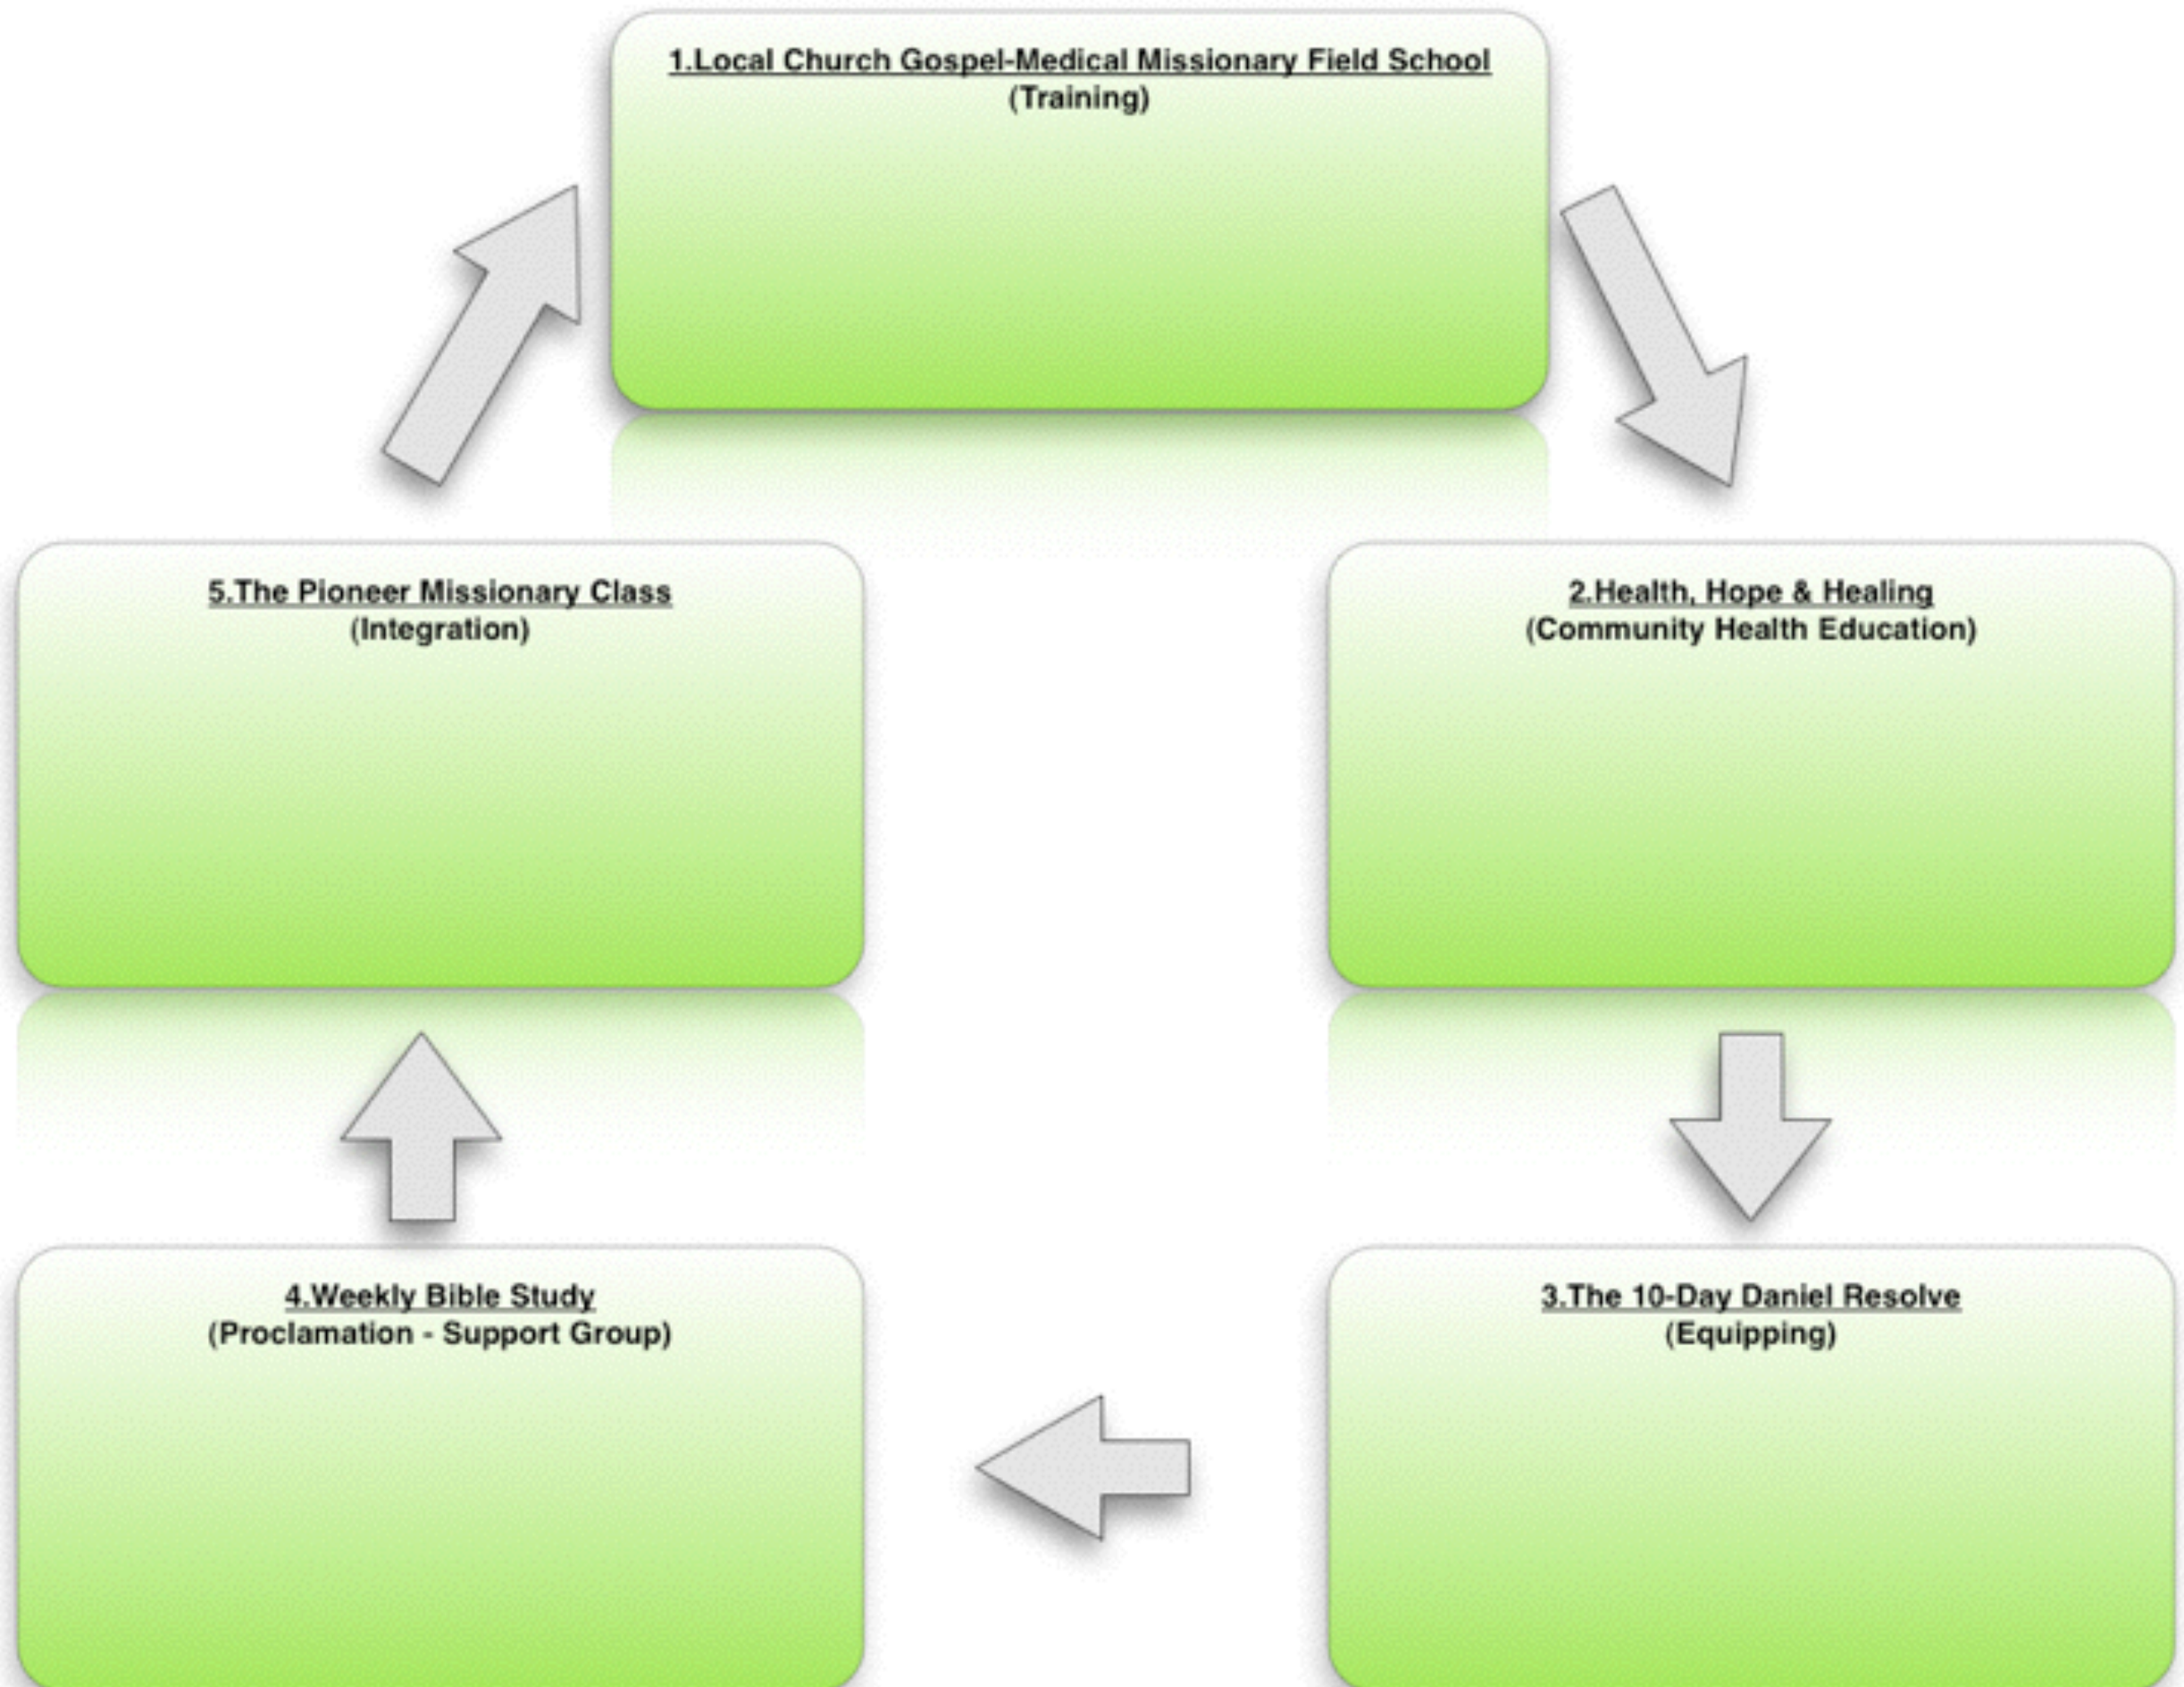 1.Local Church Gospel-Medical Missionary Field School
(Training)
2.Health, Hope & Healing
(Community Health Education)
3.The 10-Day Daniel Resolve
(Equipping)
4.Weekly Bible Study
(Proclamation - Support Group)
5.The Pioneer Missionary Class
(Integration)